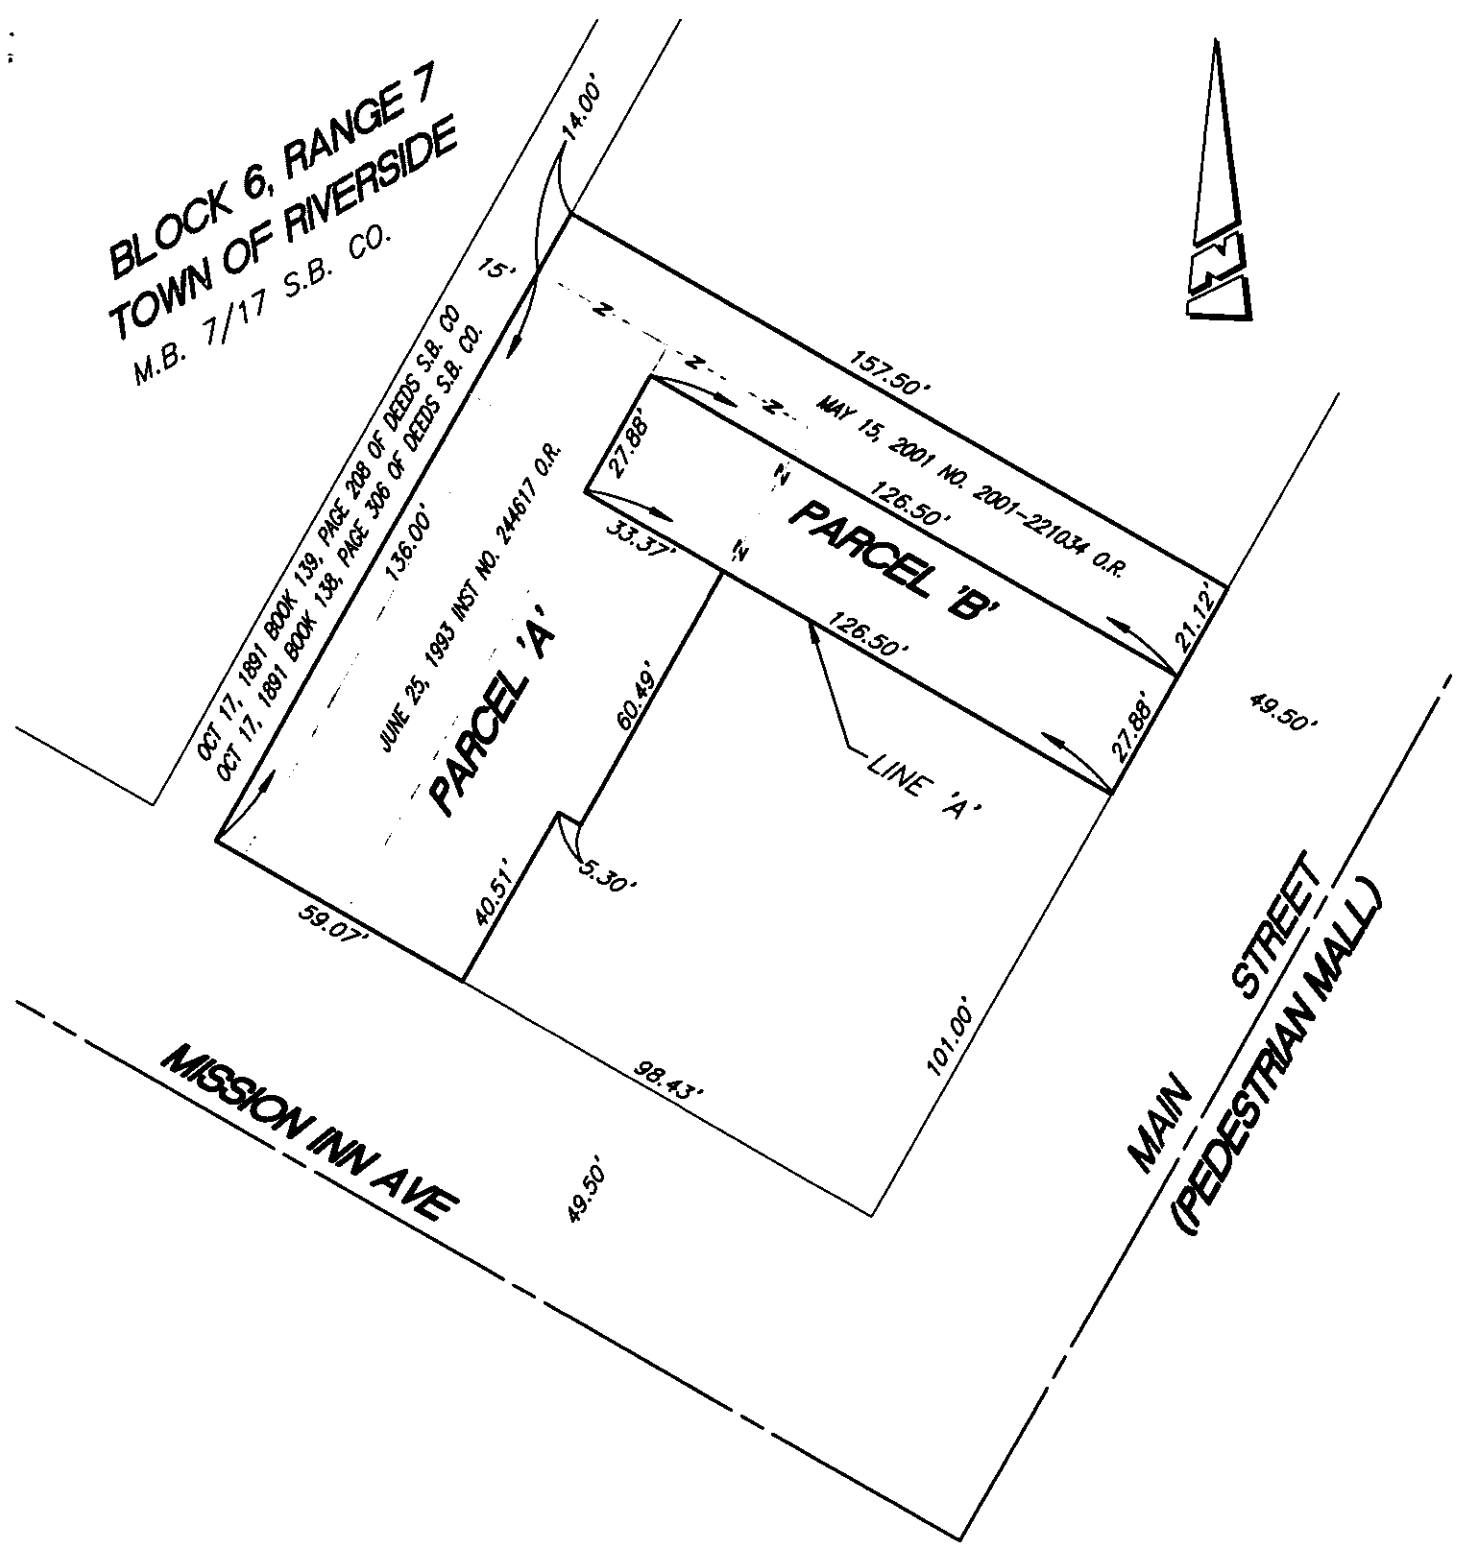 BLOCK 6, RANGE 7
TOWN OF RIVERSIDE
M.B. 7/17 S.B. CO.
14.00'
15'
OCT 17, 1891 BOOK 139, PAGE 208 OF DEEDS S.B. CO
OCT 17, 1891 BOOK 138, PAGE 306 OF DEEDS S.B. CO.
136.00'
JUNE 25, 1993 INST NO. 244617 O.R.
PARCEL 'A'
157.50'
MAY 15, 2001 NO. 2001-221034 O.R.
126.50'
PARCEL 'B'
27.88'
33.37'
126.50'
21.12'
27.88'
LINE 'A'
60.49'
5.30'
40.51'
59.07'
98.43'
101.00'
49.50'
49.50'
MISSION INN AVE
MAIN STREET
(PEDESTRIAN MALL)
N
Z
Z
Z
Z
Z